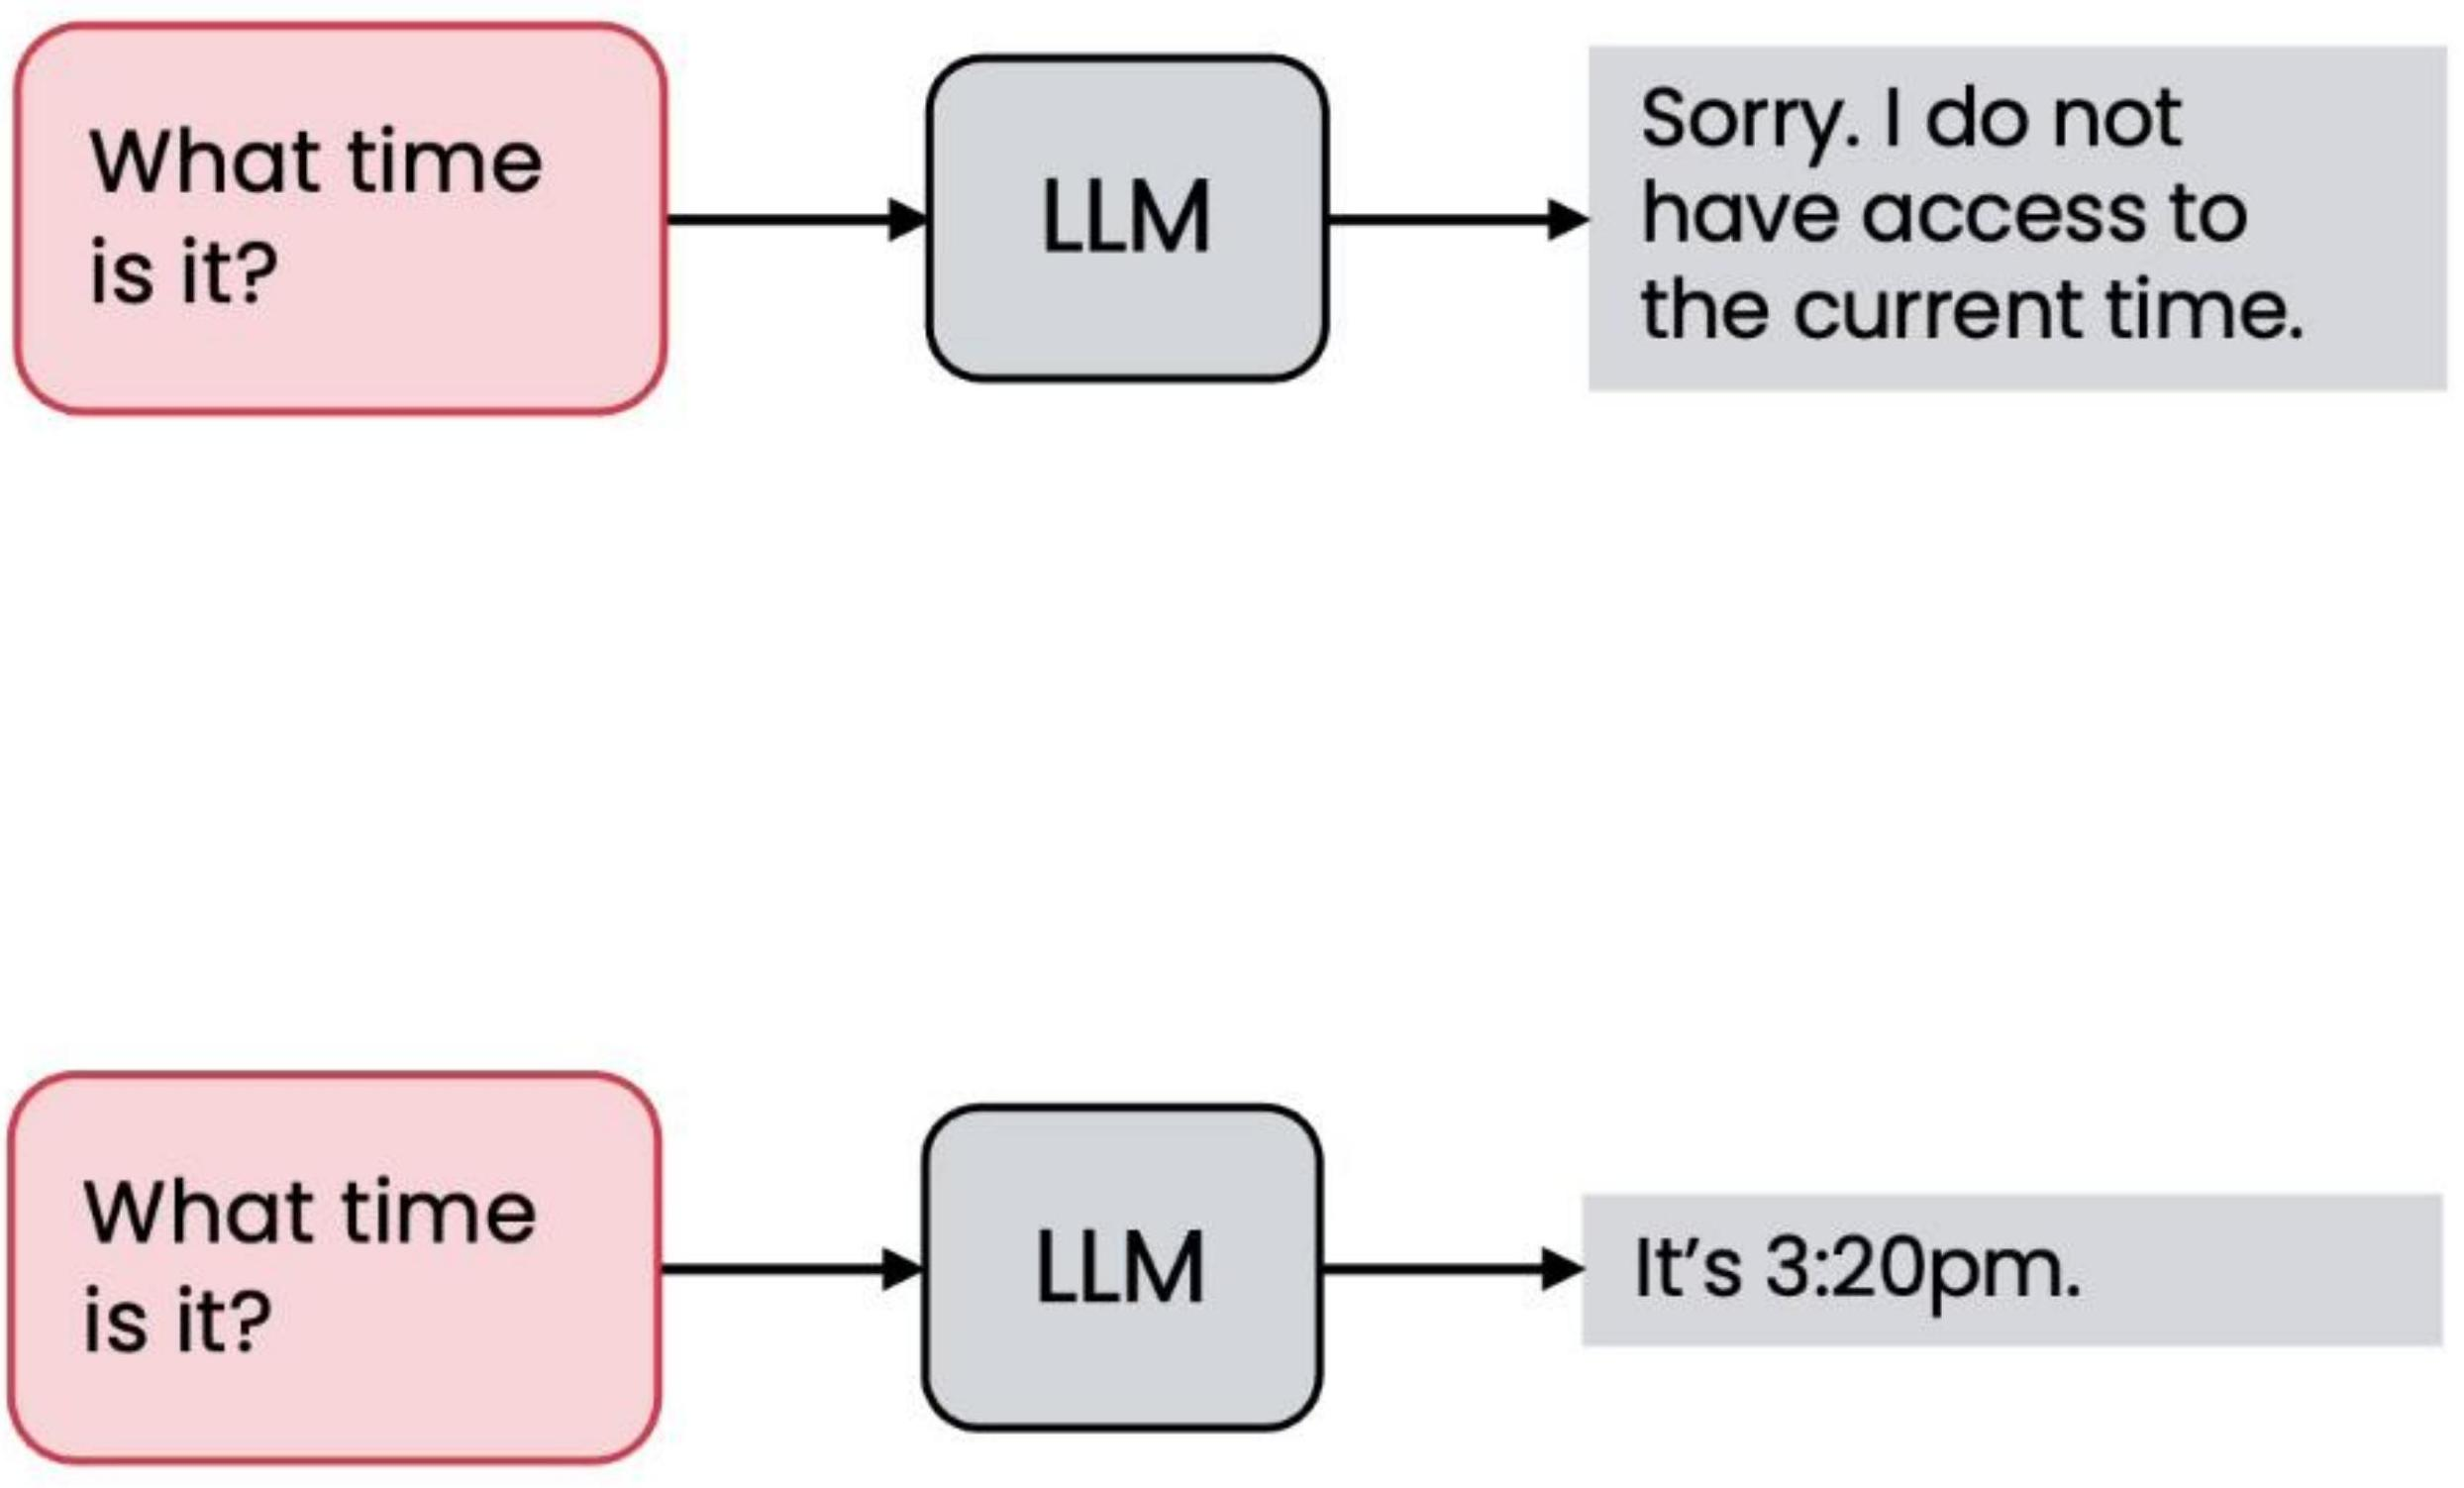 What time
is it?
LLM
Sorry. I do not
have access to
the current time.
What time
is it?
LLM
It’s 3:20pm.